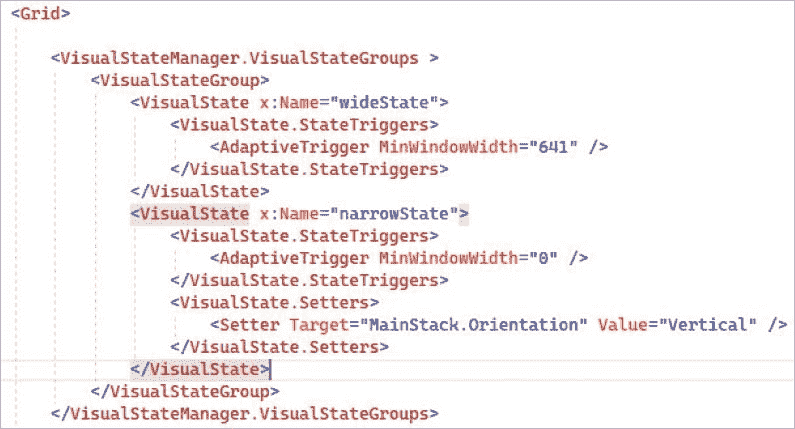 <Grid>
<VisualStateManager.VisualStateGroups >
<VisualStateGroup>
<VisualState x:Name="wideState">
<VisualState.StateTriggers>
<AdaptiveTrigger MinWindowWidth="641" />
</VisualState.StateTriggers>
</VisualState>
<VisualState x:Name="narrowState">
<VisualState.StateTriggers>
<AdaptiveTrigger MinWindowWidth="0" />
</VisualState.StateTriggers>
<VisualState.Setters>
<Setter Target="MainStack.Orientation" Value="Vertical" />
</VisualState.Setters>
</VisualState>
</VisualStateGroup>
</VisualStateManager.VisualStateGroups>